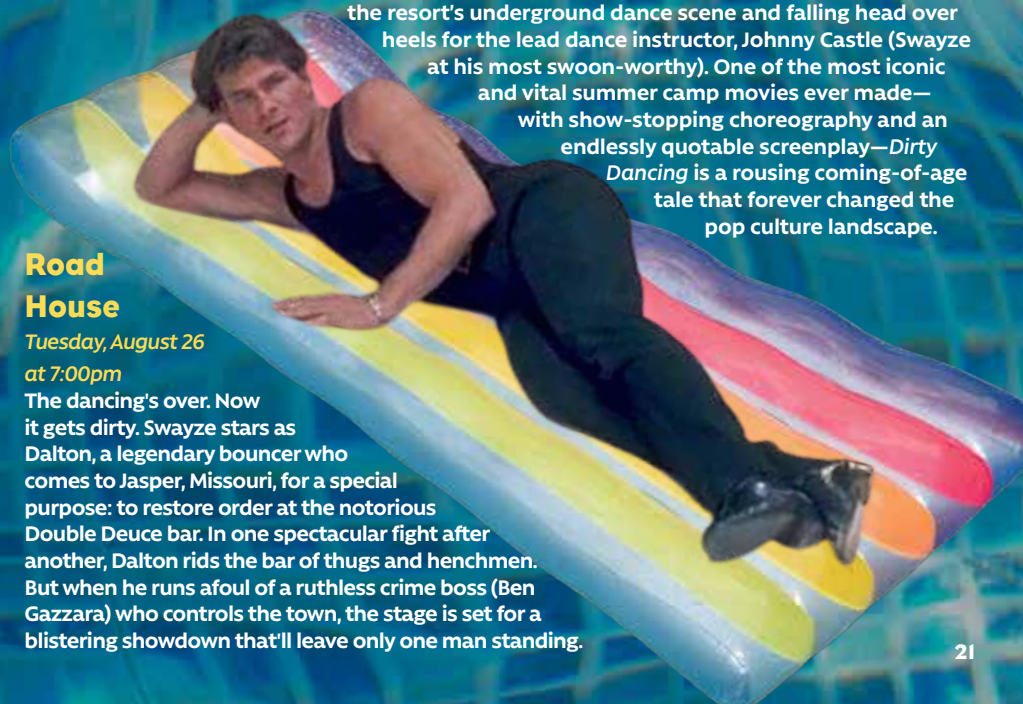 the resort's underground dance scene and falling head over
heels for the lead dance instructor, Johnny Castle (Swayze
at his most swoon-worthy). One of the most iconic
and vital summer camp movies ever made—
with show-stopping choreography and an
endlessly quotable screenplay—Dirty
Dancing is a rousing coming-of-age
tale that forever changed the
pop culture landscape.
Road
House
Tuesday, August 26
at 7:00pm
The dancing's over. Now
it gets dirty. Swayze stars as
Dalton, a legendary bouncer who
comes to Jasper, Missouri, for a special
purpose: to restore order at the notorious
Double Deuce bar. In one spectacular fight after
another, Dalton rids the bar of thugs and henchmen.
But when he runs afoul of a ruthless crime boss (Ben
Gazzara) who controls the town, the stage is set for a
blistering showdown that'll leave only one man standing.
21